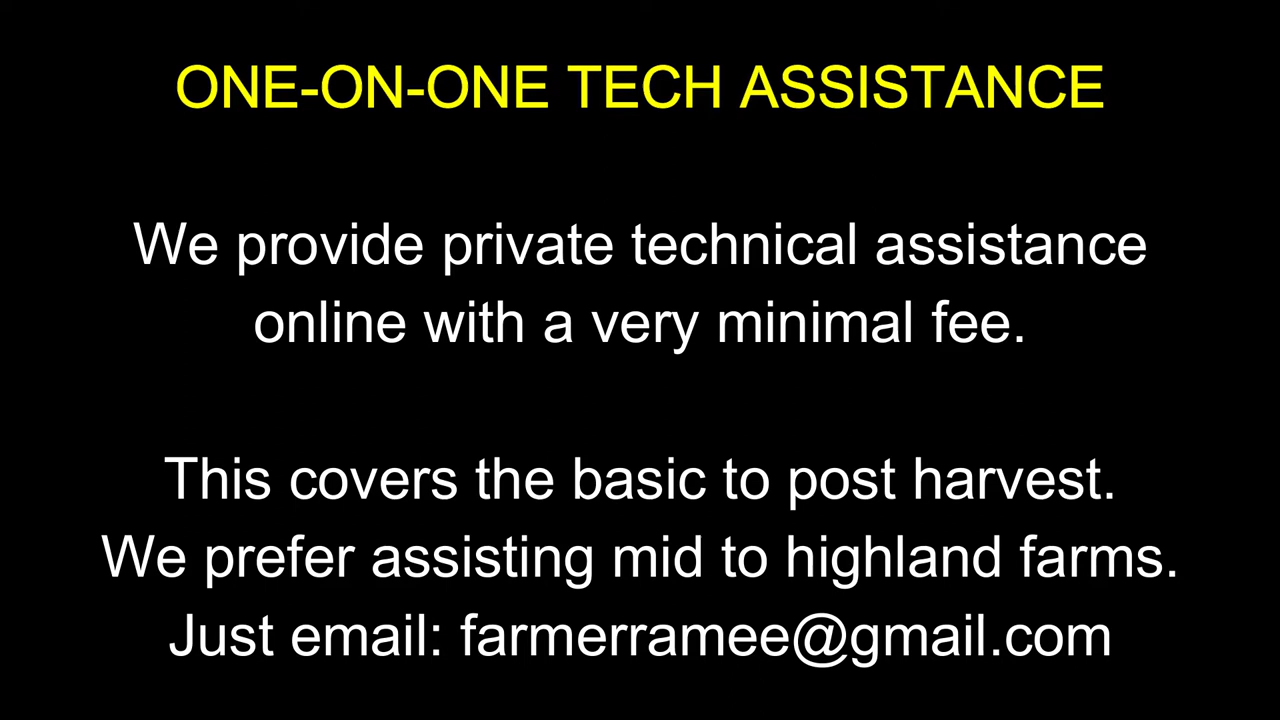 ONE-ON-ONE TECH ASSISTANCE
We provide private technical assistance
online with a very minimal fee.
This covers the basic to post harvest.
We prefer assisting mid to highland farms.
Just email: farmerramee@gmail.com